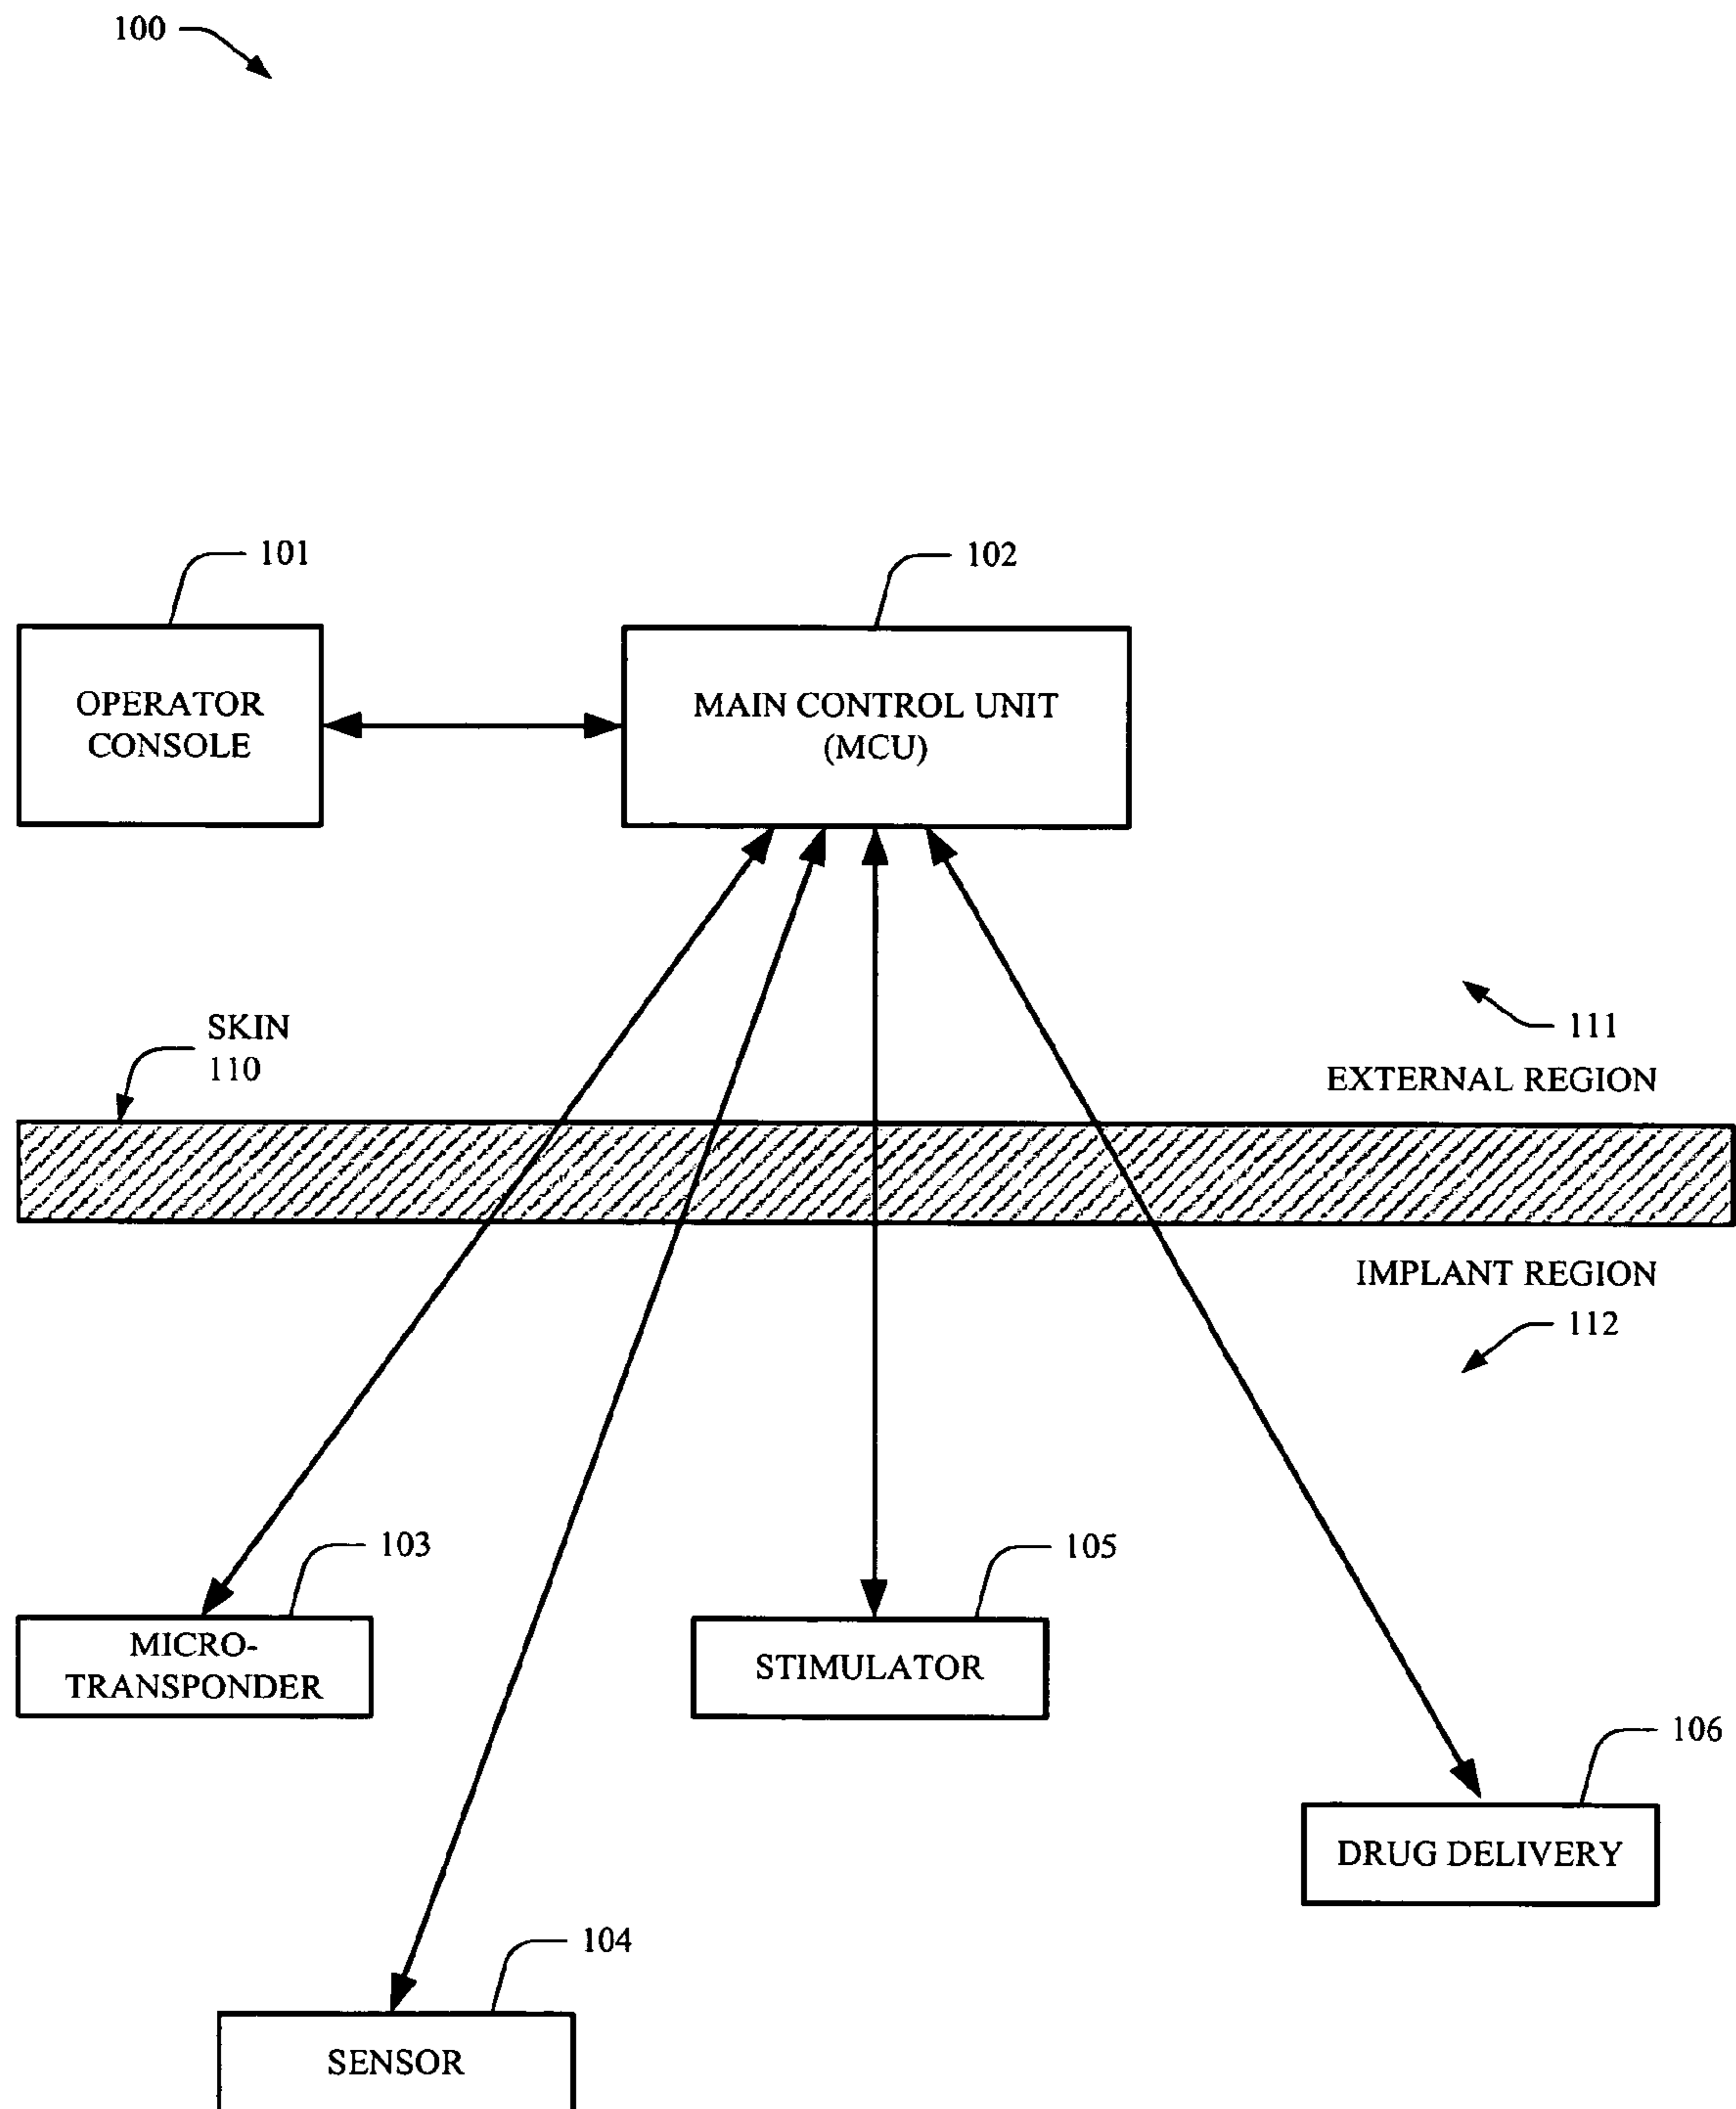 100
101
102
OPERATOR
CONSOLE
MAIN CONTROL UNIT
(MCU)
SKIN
110
111
EXTERNAL REGION
IMPLANT REGION
112
103
105
MICRO-
TRANSPONDER
STIMULATOR
106
DRUG DELIVERY
104
SENSOR